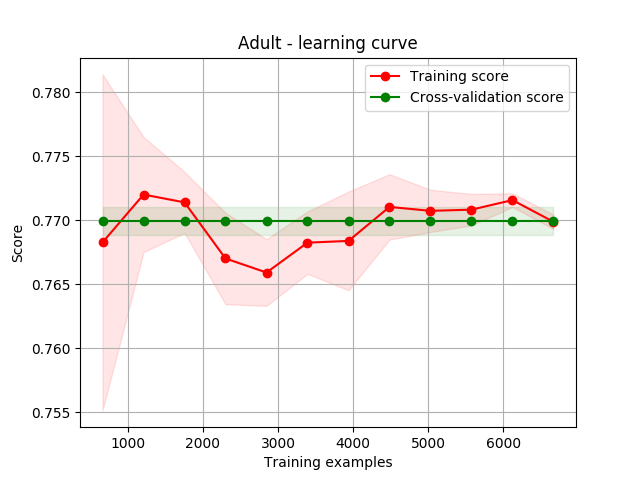 Adult - learning curve
Training score
Cross-validation score
0.780
0.775
0.770
0.765
0.760
0.755
Score
1000 2000 3000 4000 5000 6000
Training examples